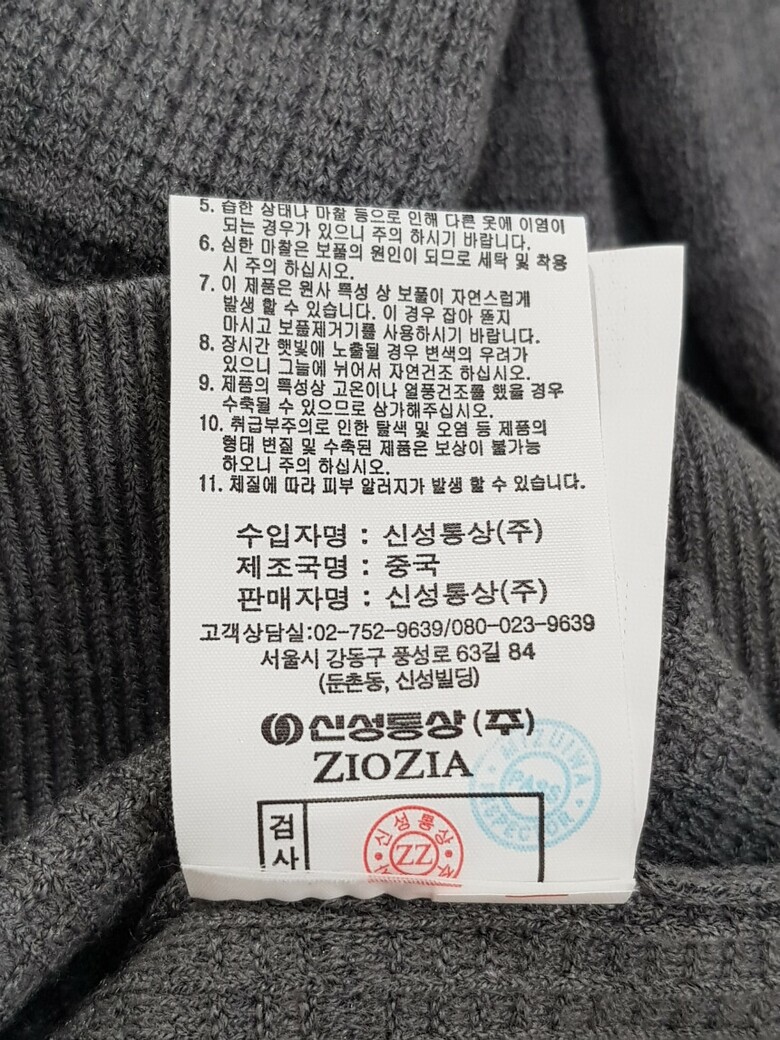 5. 습한 상태나 마찰 등으로 인해 다른 옷에 이염이
되는 경우가 있으니 주의 하시기 바랍니다.
6. 심한 마찰은 보풀의 원인이 되므로 세탁 및 착용
시 주의 하십시오.
7. 이 제품은 원사 특성 상 보풀이 자연스럽게
발생 할 수 있습니다. 이 경우 잡아 뜯지
마시고 보풀제거기를 사용하시기 바랍니다.
8. 장시간 햇빛에 노출될 경우 변색의 우려가
있으니 그늘에 뉘어서 자연건조 하십시오.
9. 제품의 특성상 고온이나 열풍건조를 했을 경우
수축될 수 있으므로 삼가해주십시오.
10. 취급부주의로 인한 탈색 및 오염 등 제품의
형태 변질 및 수축된 제품은 보상이 불가능
하오니 주의 하십시오.
11. 체질에 따라 피부 알러지가 발생 할 수 있습니다.
수입자명 : 신성통상(주)
제조국명 : 중국
판매자명 : 신성통상(주)
고객상담실:02-752-9639/080-023-9639
서울시 강동구 풍성로 63길 84
(둔촌동, 신성빌딩)
신성통상(주)
ZIOZIA
MIZUIWA
PASS
INSPECTOR
검사
신성통상
ZZ